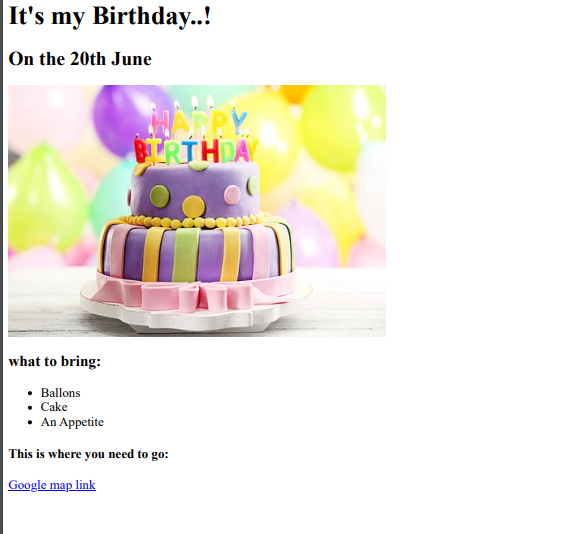 It's my Birthday..!
On the 20th June
HAPPY
BIRTHDAY
what to bring:
Ballons
Cake
An Appetite
This is where you need to go:
Google map link